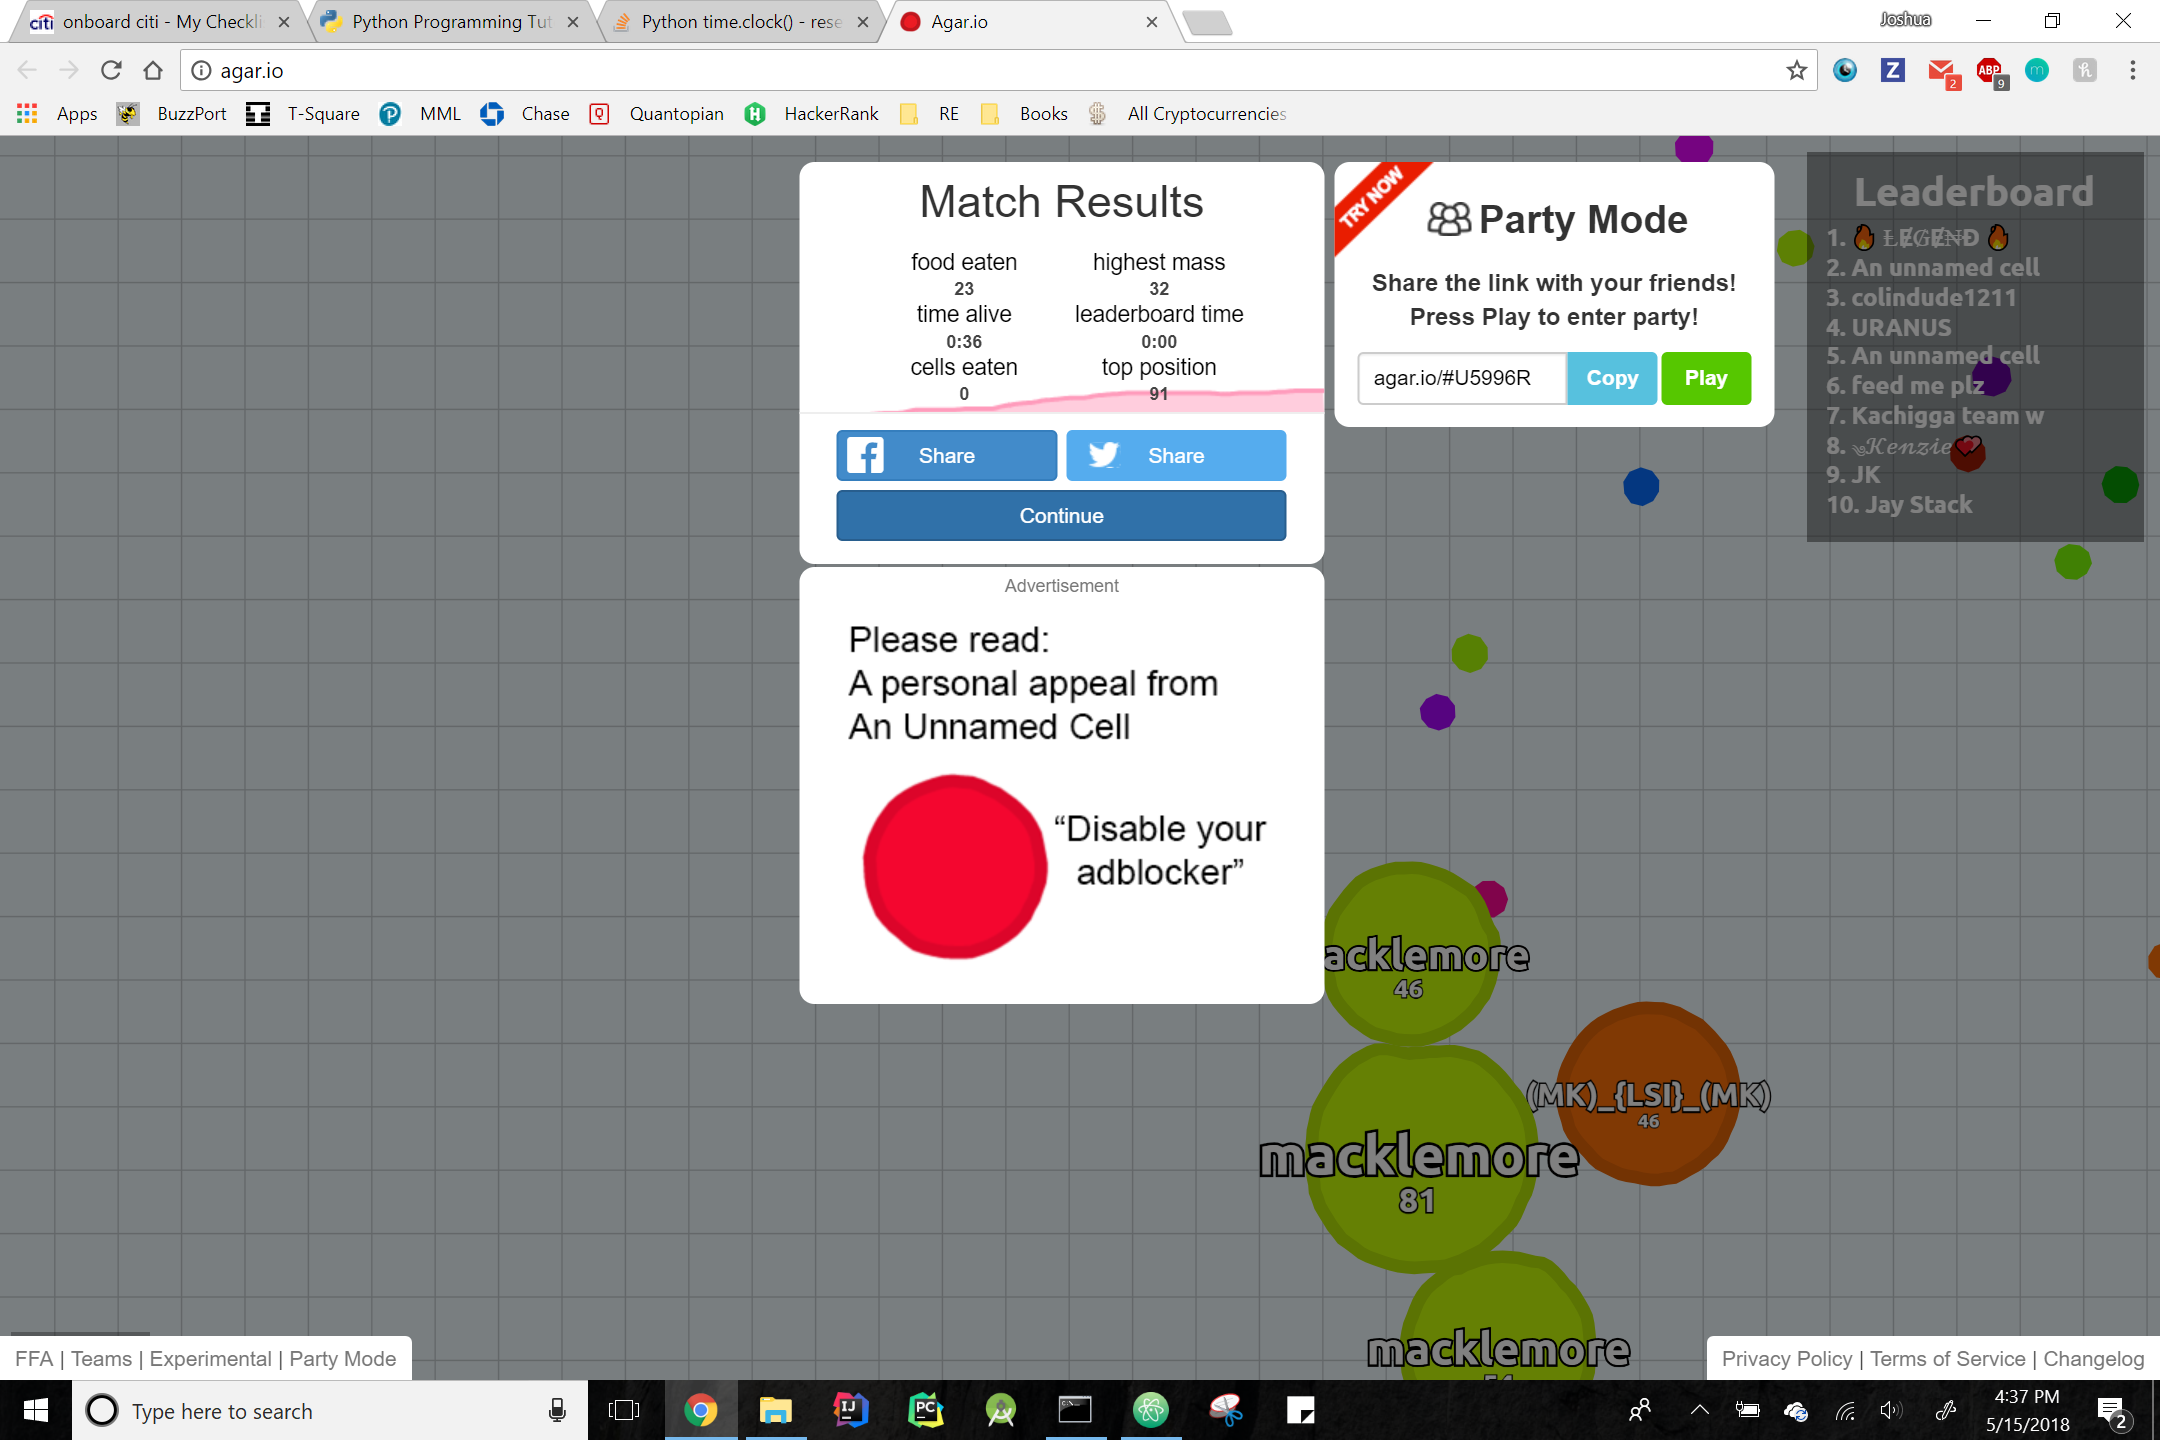 onboard citi - My Checkli
Python Programming Tut
Python time.clock() - rese
Agar.io
Joshua
agar.io
Z
2
ABP
9
m
h
Apps
BuzzPort
T-Square
MML
Chase
Quantopian
HackerRank
RE
Books
All Cryptocurrencies
Match Results
food eaten
highest mass
23
32
time alive
leaderboard time
0:36
0:00
cells eaten
top position
0
91
Share
Share
Continue
TRY NOW
Party Mode
Share the link with your friends!
Press Play to enter party!
agar.io/#U5996R
Copy
Play
Leaderboard
1. 🔥 LEGEND 🔥
2. An unnamed cell
3. colindude1211
4. URANUS
5. An unnamed cell
6. feed me plz
7. Kachigga team w
8. 𝓚𝓮𝓷𝔃𝓲𝓮💘
9. JK
10. Jay Stack
Advertisement
Please read:
A personal appeal from
An Unnamed Cell
“Disable your
adblocker”
acklemore
46
(MK)_{LSI}_(MK)
46
macklemore
81
macklemore
FFA | Teams | Experimental | Party Mode
Privacy Policy | Terms of Service | Changelog
Type here to search
IJ
PC
4:37 PM
5/15/2018
2